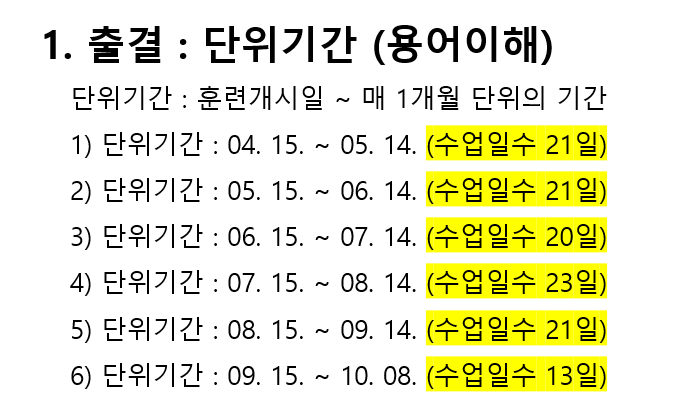 1. 출결 : 단위기간 (용어이해)
단위기간 : 훈련개시일 ~ 매 1개월 단위의 기간
1) 단위기간 : 04. 15. ~ 05. 14. (수업일수 21일)
2) 단위기간 : 05. 15. ~ 06. 14. (수업일수 21일)
3) 단위기간 : 06. 15. ~ 07. 14. (수업일수 20일)
4) 단위기간 : 07. 15. ~ 08. 14. (수업일수 23일)
5) 단위기간 : 08. 15. ~ 09. 14. (수업일수 21일)
6) 단위기간 : 09. 15. ~ 10. 08. (수업일수 13일)